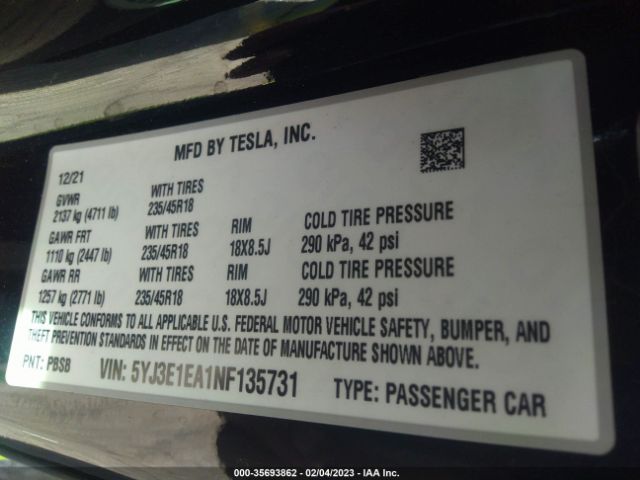 MFD BY TESLA, INC.
12/21
GVWR WITH TIRES
2137 kg (4711 lb) 235/45R18
GAWR FRT WITH TIRES RIM COLD TIRE PRESSURE
1110 kg (2447 lb) 235/45R18 18X8.5J 290 kPa, 42 psi
GAWR RR WITH TIRES RIM COLD TIRE PRESSURE
1257 kg (2771 lb) 235/45R18 18X8.5J 290 kPa, 42 psi
THIS VEHICLE CONFORMS TO ALL APPLICABLE U.S. FEDERAL MOTOR VEHICLE SAFETY, BUMPER, AND
THEFT PREVENTION STANDARDS IN EFFECT ON THE DATE OF MANUFACTURE SHOWN ABOVE.
PNT: PBSB VIN: 5YJ3E1EA1NF135731 TYPE: PASSENGER CAR
000-35693862 - 02/04/2023 - IAA Inc.